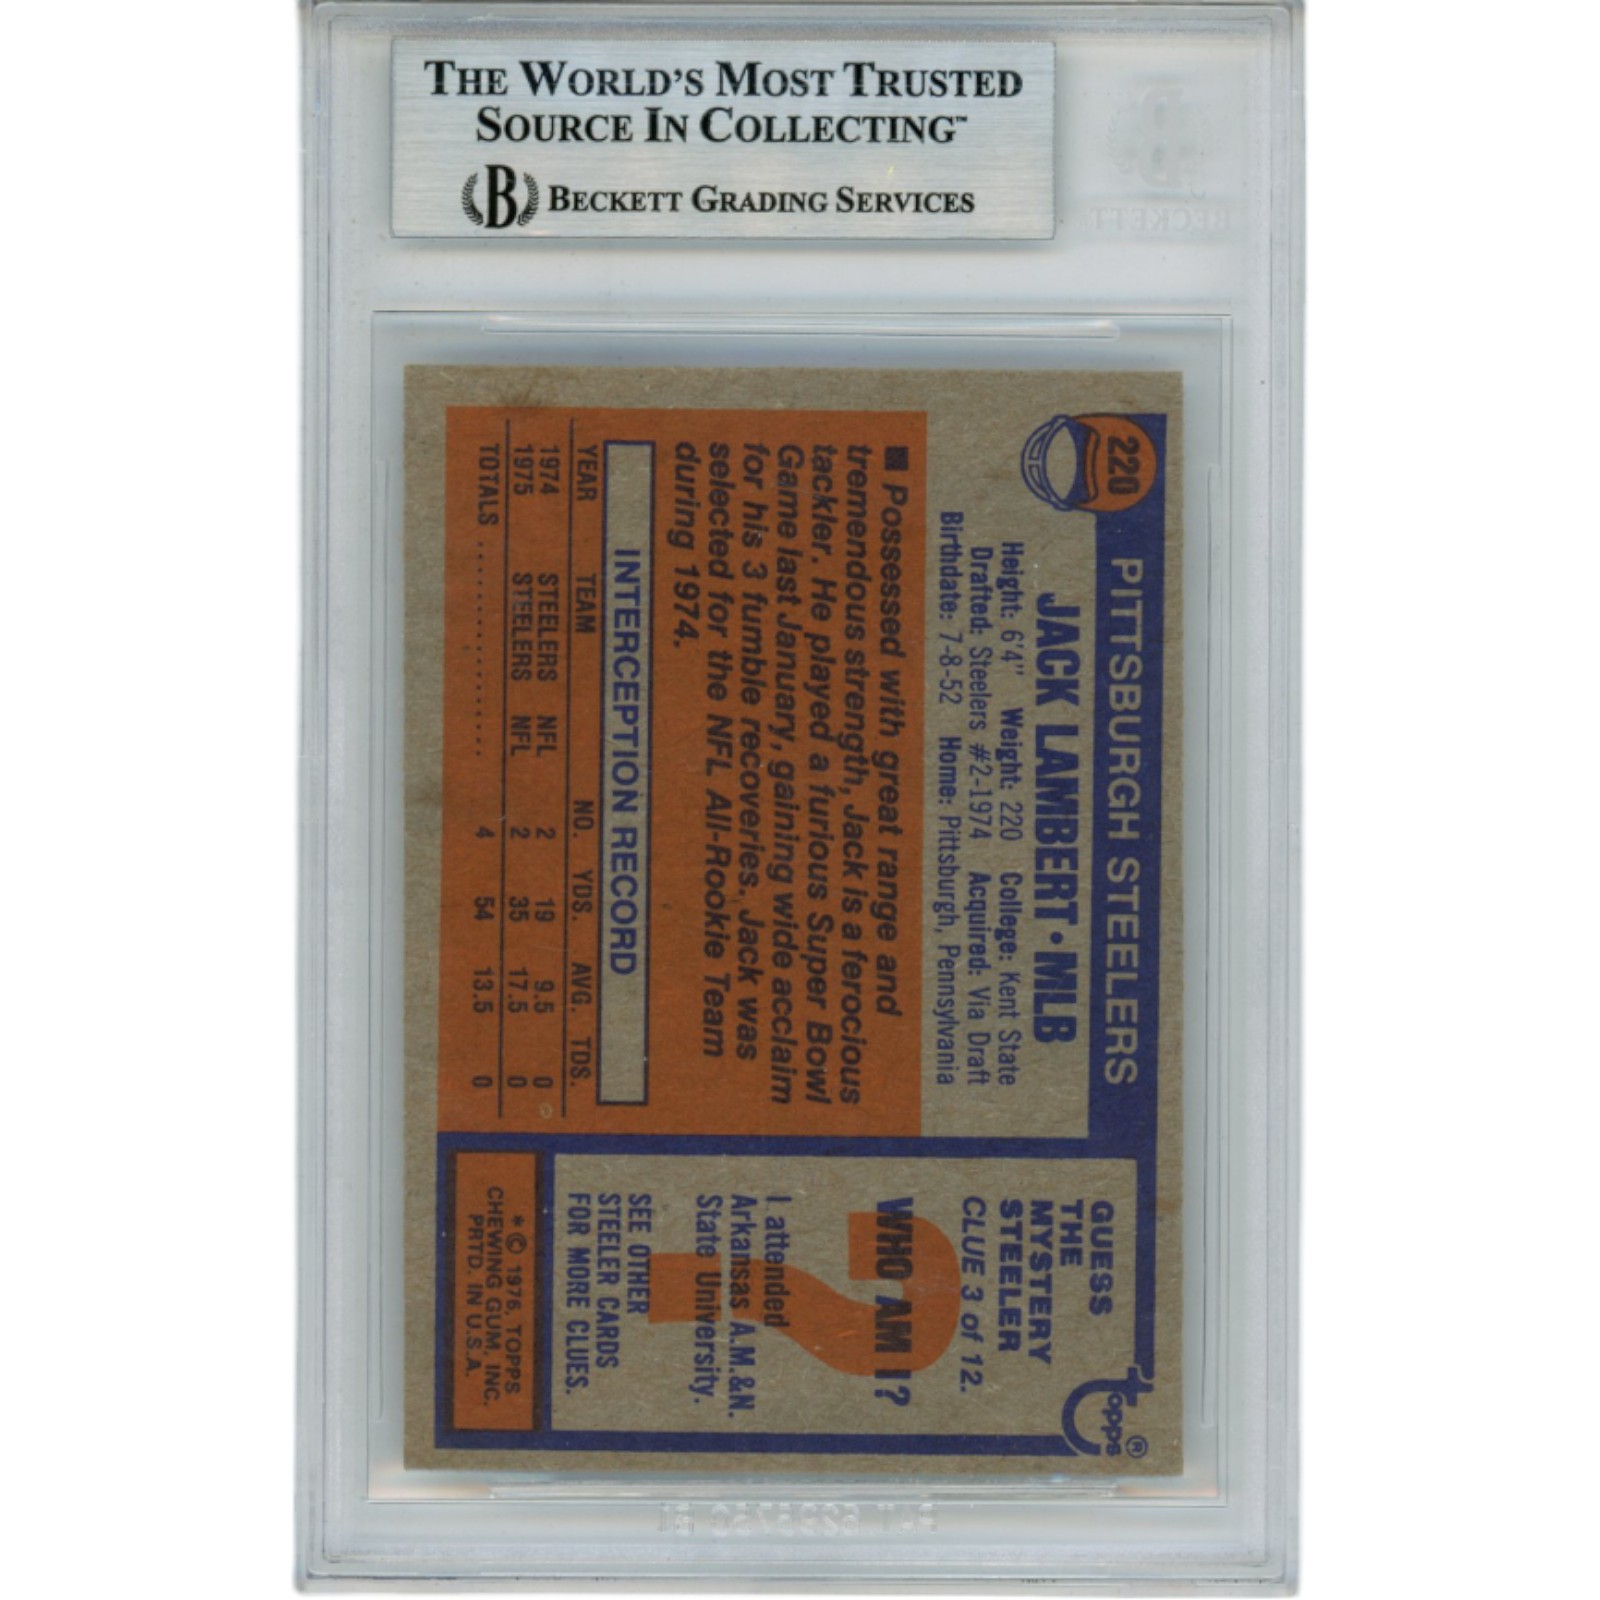 THE WORLD'S MOST TRUSTED
SOURCE IN COLLECTING™
B BECKETT GRADING SERVICES
BECKETT
220
PITTSBURGH STEELERS
JACK LAMBERT • MLB
Height: 6'4" Weight: 220 College: Kent State
Drafted: Steelers #2-1974 Acquired: Via Draft
Birthdate: 7-8-52 Home: Pittsburgh, Pennsylvania
■ Possessed with great range and
tremendous strength, Jack is a ferocious
tackler. He played a furious Super Bowl
Game last January, gaining wide acclaim
for his 3 fumble recoveries. Jack was
selected for the NFL All-Rookie Team
during 1974.
INTERCEPTION RECORD
YEAR TEAM NO. YDS. AVG. TDS.
1974 STEELERS NFL 2 19 9.5 0
1975 STEELERS NFL 2 35 17.5 0
TOTALS .................... 4 54 13.5 0
topps®
GUESS
THE
MYSTERY
STEELER
CLUE 3 of 12.
WHO AM I?
?
I attended
Arkansas A.M.&N.
State University.
SEE OTHER
STEELER CARDS
FOR MORE CLUES.
* © 1976, TOPPS
CHEWING GUM, INC.
PRTD. IN U.S.A.